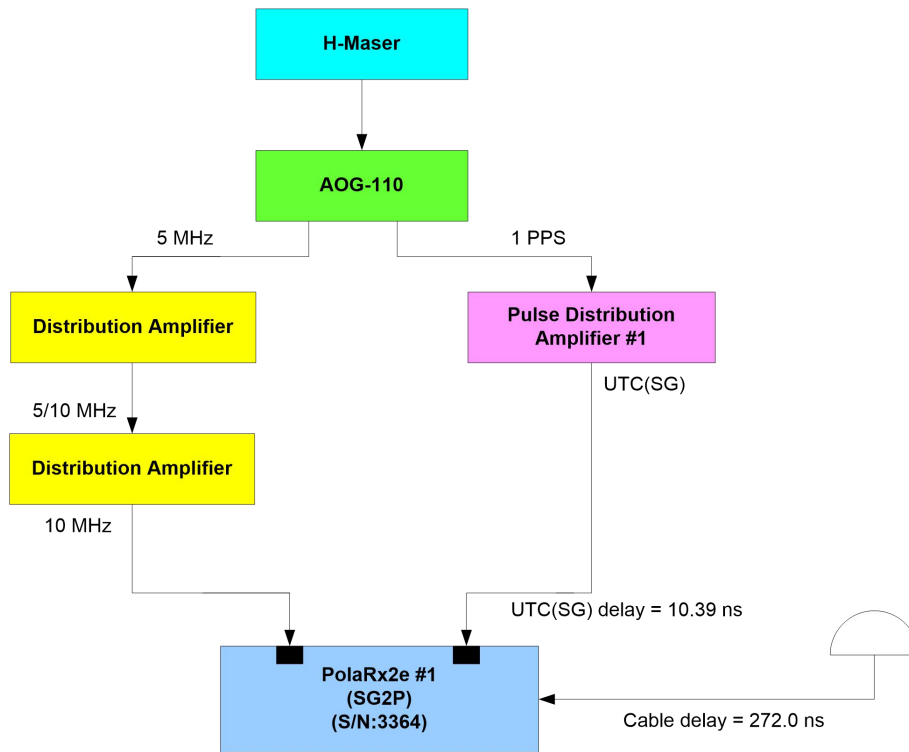 H-Maser
AOG-110
5 MHz
1 PPS
Distribution Amplifier
Pulse Distribution
Amplifier #1
UTC(SG)
5/10 MHz
Distribution Amplifier
10 MHz
UTC(SG) delay = 10.39 ns
PolaRx2e #1
(SG2P)
(S/N:3364)
Cable delay = 272.0 ns